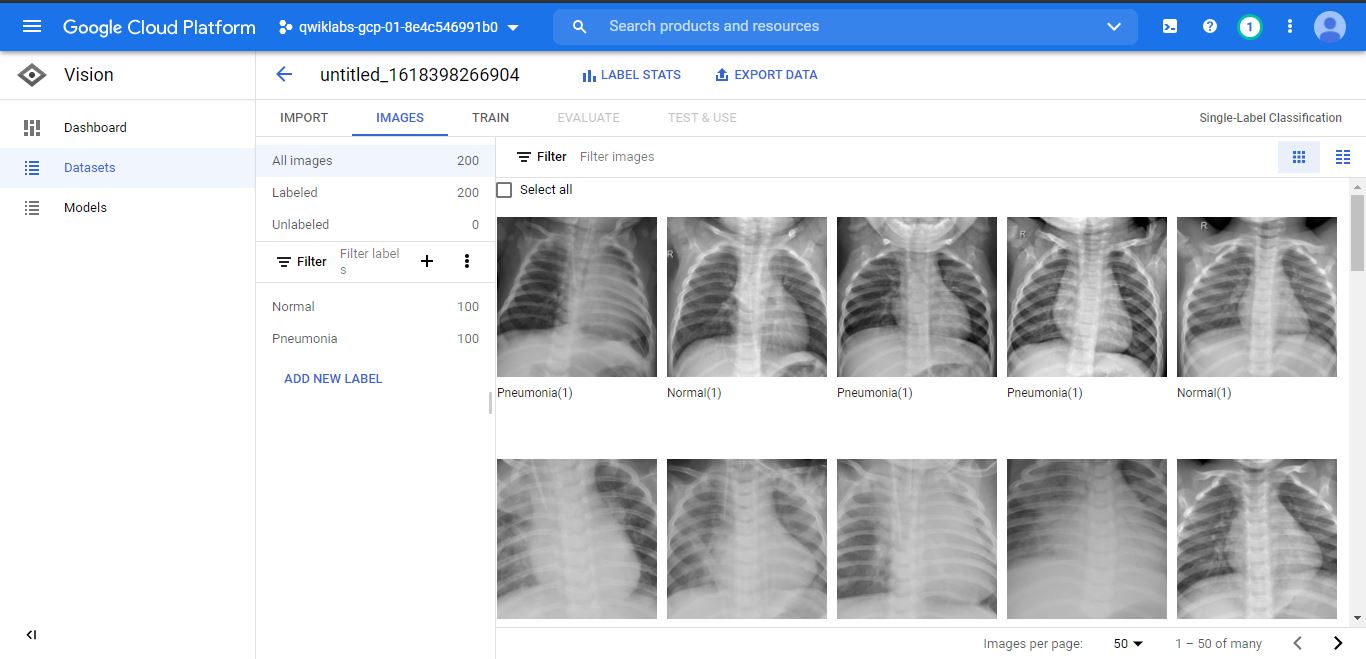 Google Cloud Platform
qwiklabs-gcp-01-8e4c546991b0
Search products and resources
1
Vision
untitled_1618398266904
LABEL STATS
EXPORT DATA
Dashboard
Datasets
Models
IMPORT
IMAGES
TRAIN
EVALUATE
TEST & USE
Single-Label Classification
All images 200
Labeled 200
Unlabeled 0
Filter
Filter label
s
Normal 100
Pneumonia 100
ADD NEW LABEL
Filter
Filter images
Select all
R
R
R
Pneumonia(1)
Normal(1)
Pneumonia(1)
Pneumonia(1)
Normal(1)
Images per page:
50
1 – 50 of many